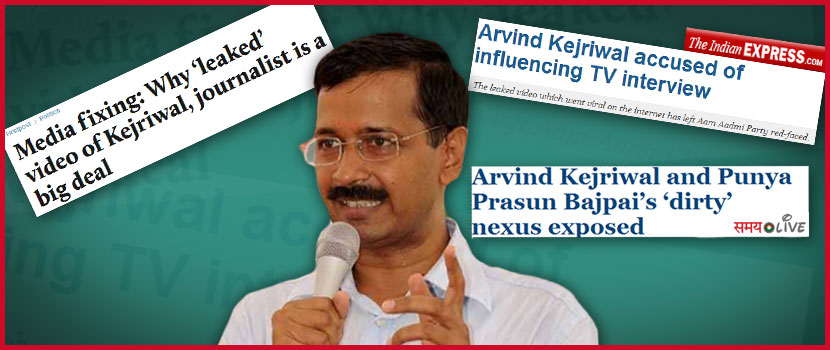 Firstpost > Politics
Media fixing: Why ‘leaked’
video of Kejriwal, journalist is a
big deal
The Indian EXPRESS.COM
Arvind Kejriwal accused of
influencing TV interview
The leaked video which went viral on the Internet has left Aam Aadmi Party red-faced.
Arvind Kejriwal and Punya
Prasun Bajpai’s ‘dirty’
nexus exposed
समय LIVE